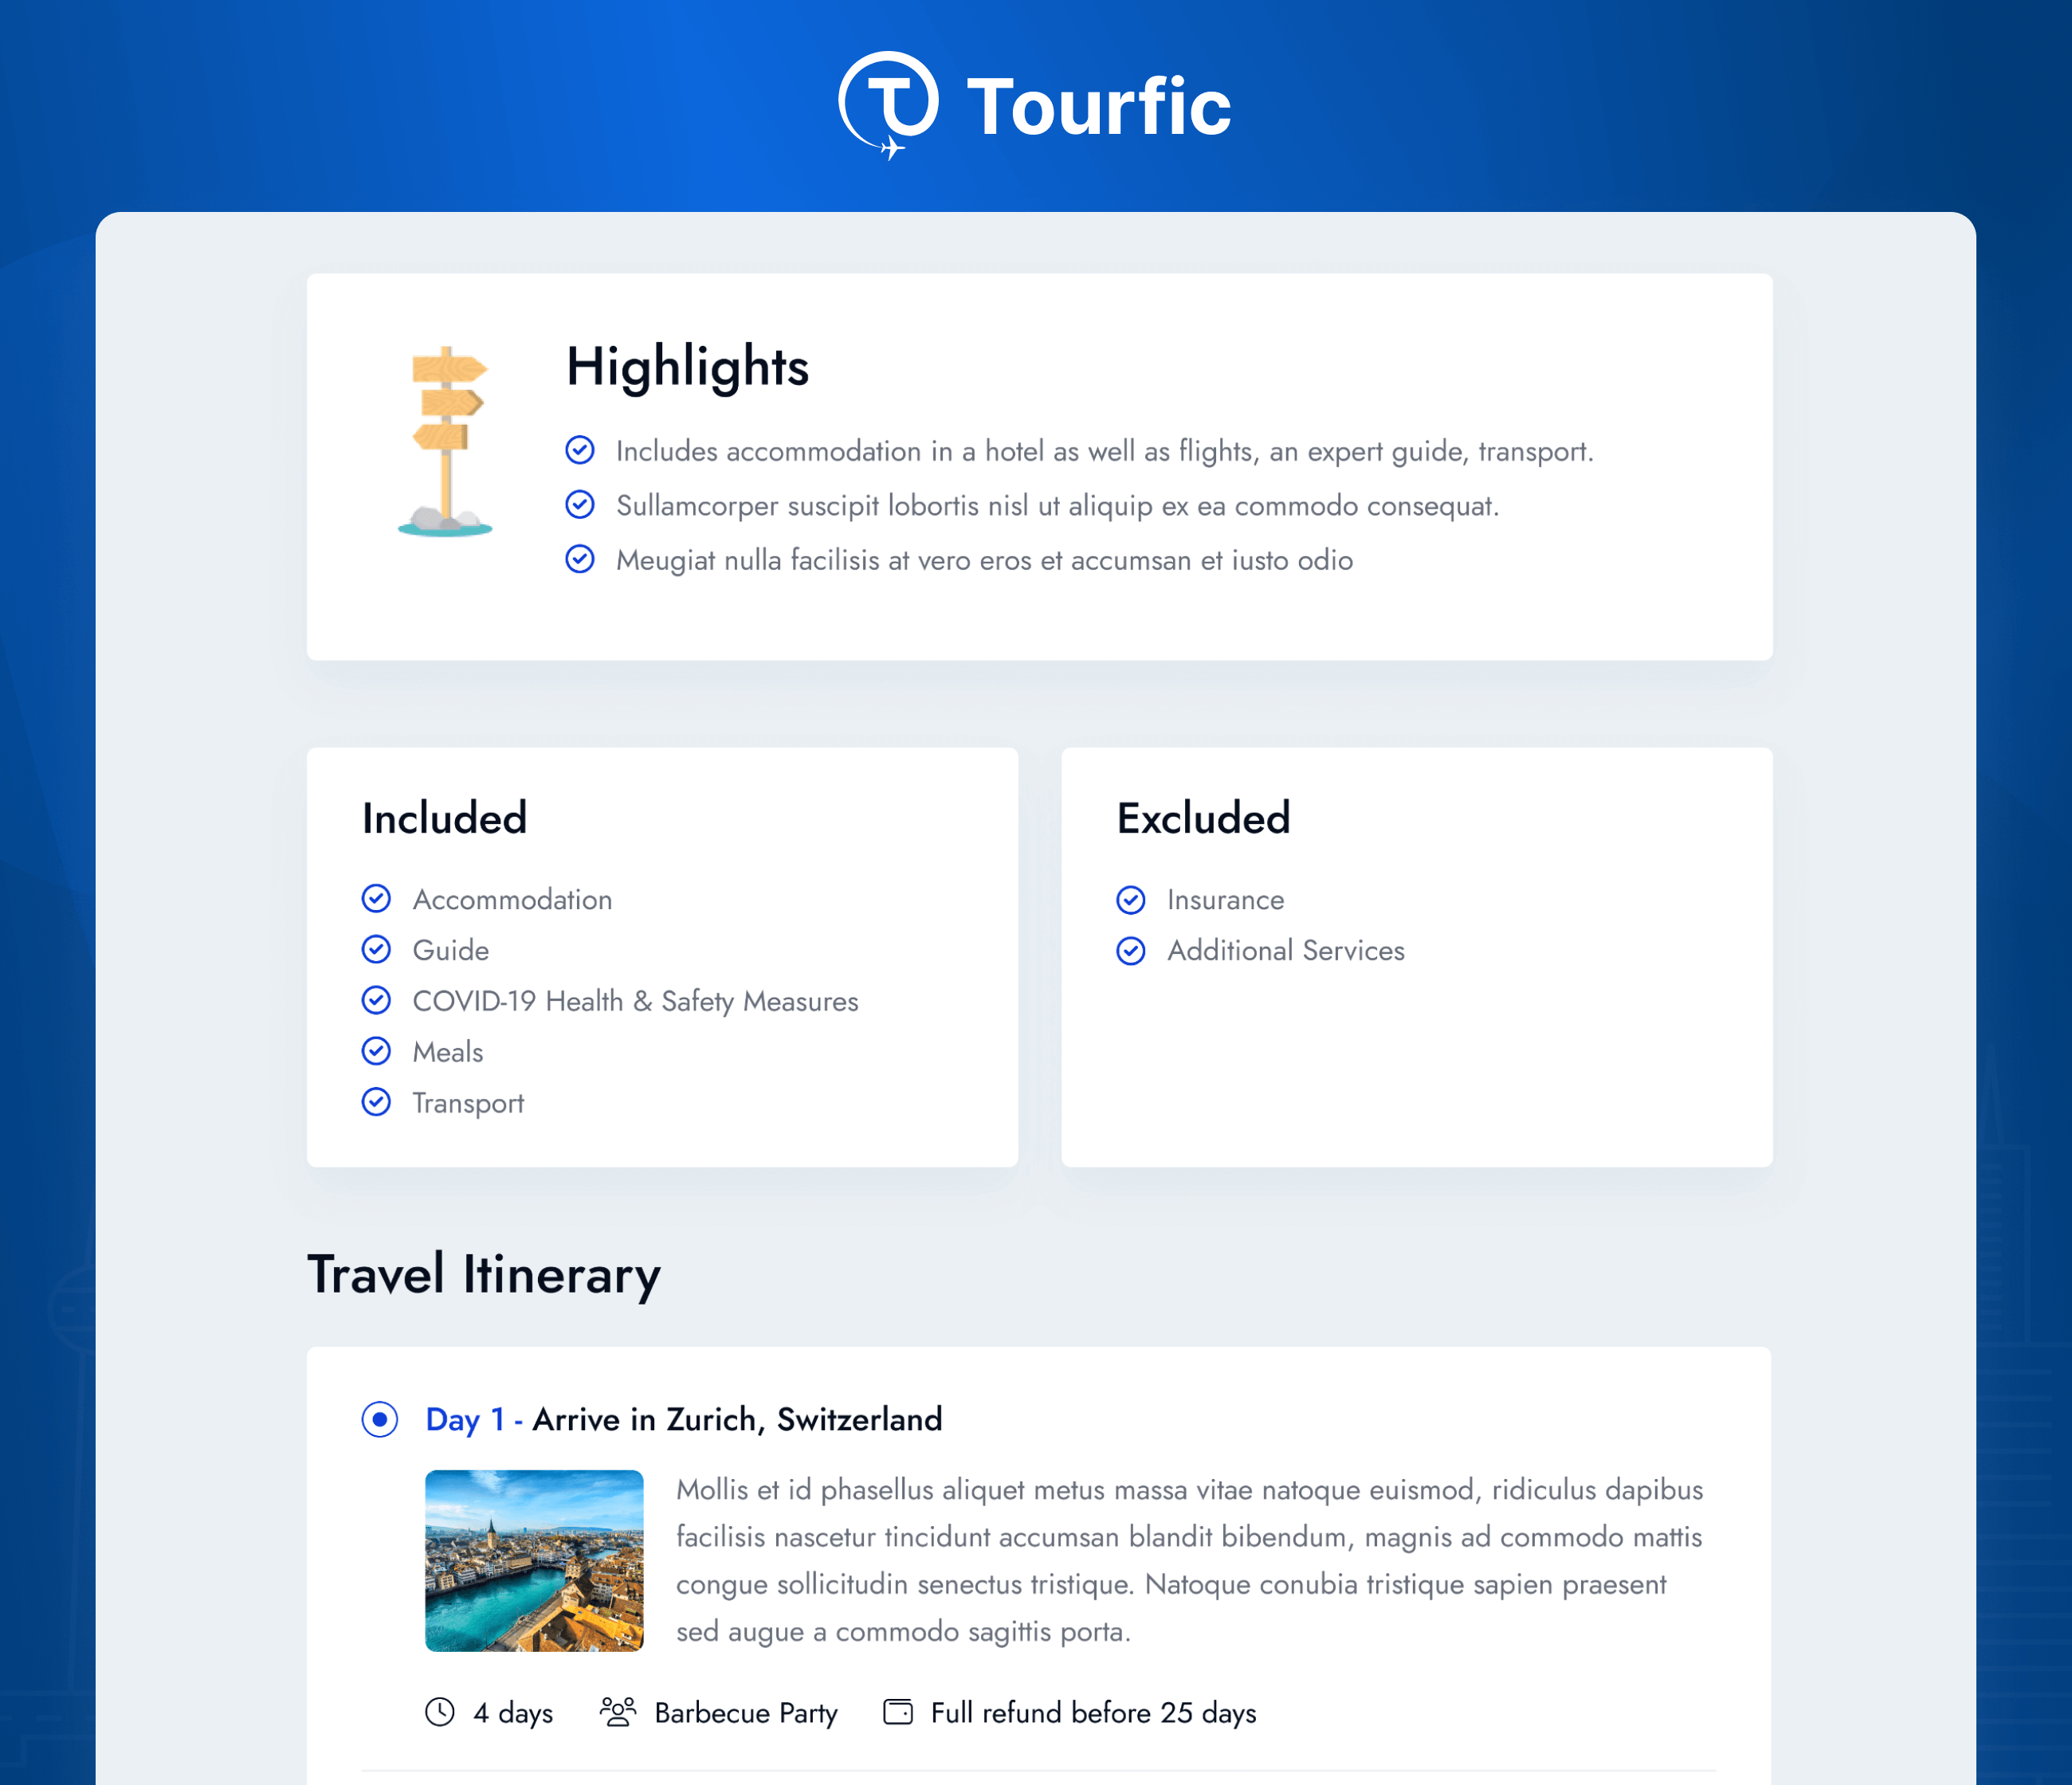 Tourfic
Highlights
Includes accommodation in a hotel as well as flights, an expert guide, transport.
Sullamcorper suscipit lobortis nisl ut aliquip ex ea commodo consequat.
Meugiat nulla facilisis at vero eros et accumsan et iusto odio
Included
Accommodation
Guide
COVID-19 Health & Safety Measures
Meals
Transport
Excluded
Insurance
Additional Services
Travel Itinerary
Day 1 - Arrive in Zurich, Switzerland
Mollis et id phasellus aliquet metus massa vitae natoque euismod, ridiculus dapibus
facilisis nascetur tincidunt accumsan blandit bibendum, magnis ad commodo mattis
congue sollicitudin senectus tristique. Natoque conubia tristique sapien praesent
sed augue a commodo sagittis porta.
4 days Barbecue Party Full refund before 25 days